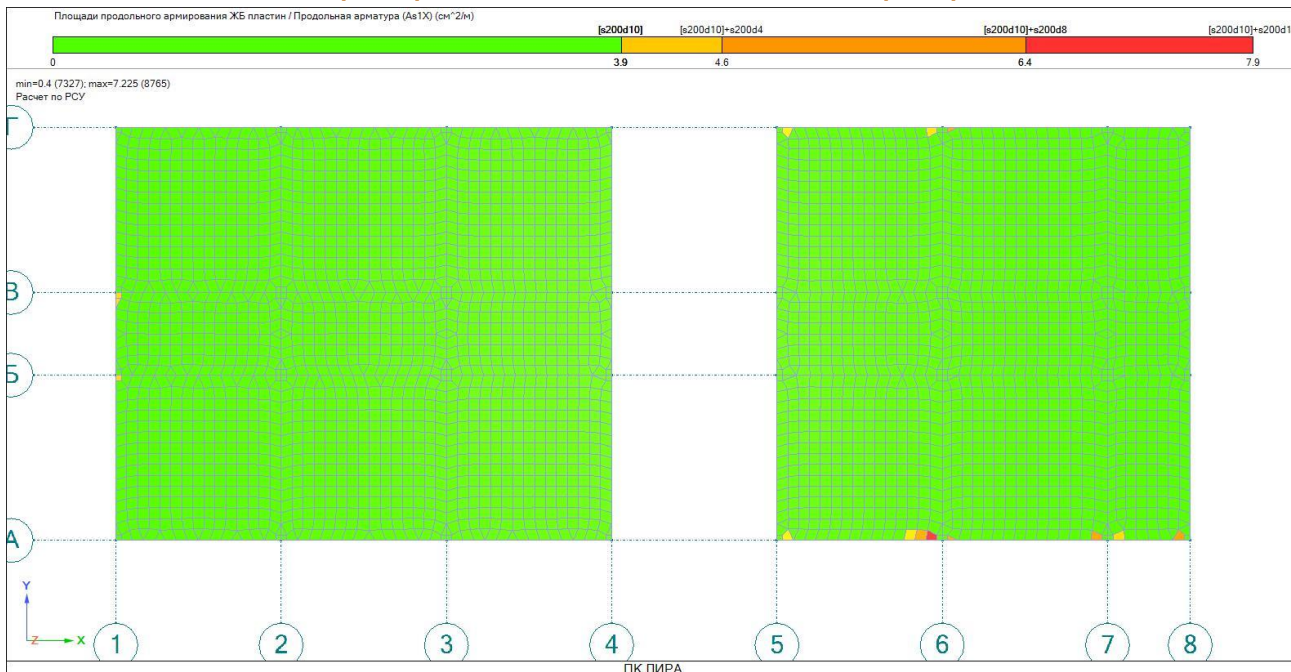 Площади продольного армирования ЖБ пластин / Продольная арматура (As1X) (см^2/м)
[s200d10] [s200d10]+s200d4 [s200d10]+s200d8 [s200d10]+s200d1
0 3.9 4.6 6.4 7.9
min=0.4 (7327); max=7.225 (8765)
Расчет по РСУ
Г
В
Б
А
Y
Z X
1 2 3 4 5 6 7 8
ПК ЛИРА